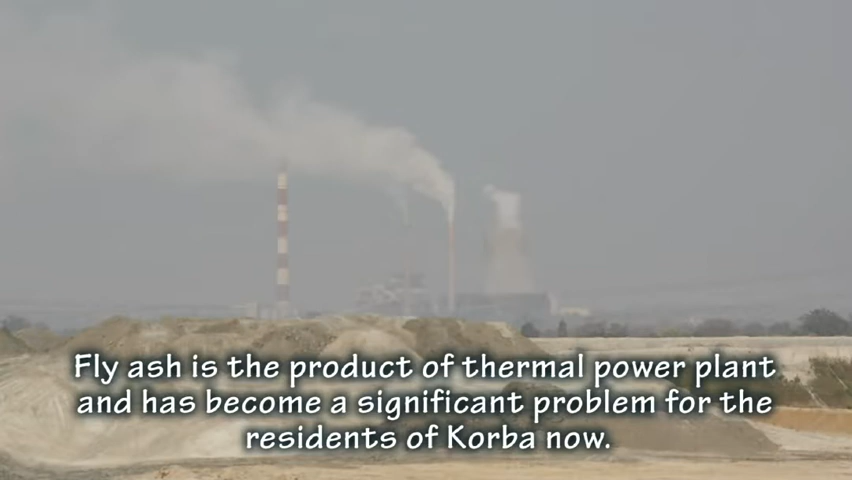 Fly ash is the product of thermal power plant
and has become a significant problem for the
residents of Korba now.